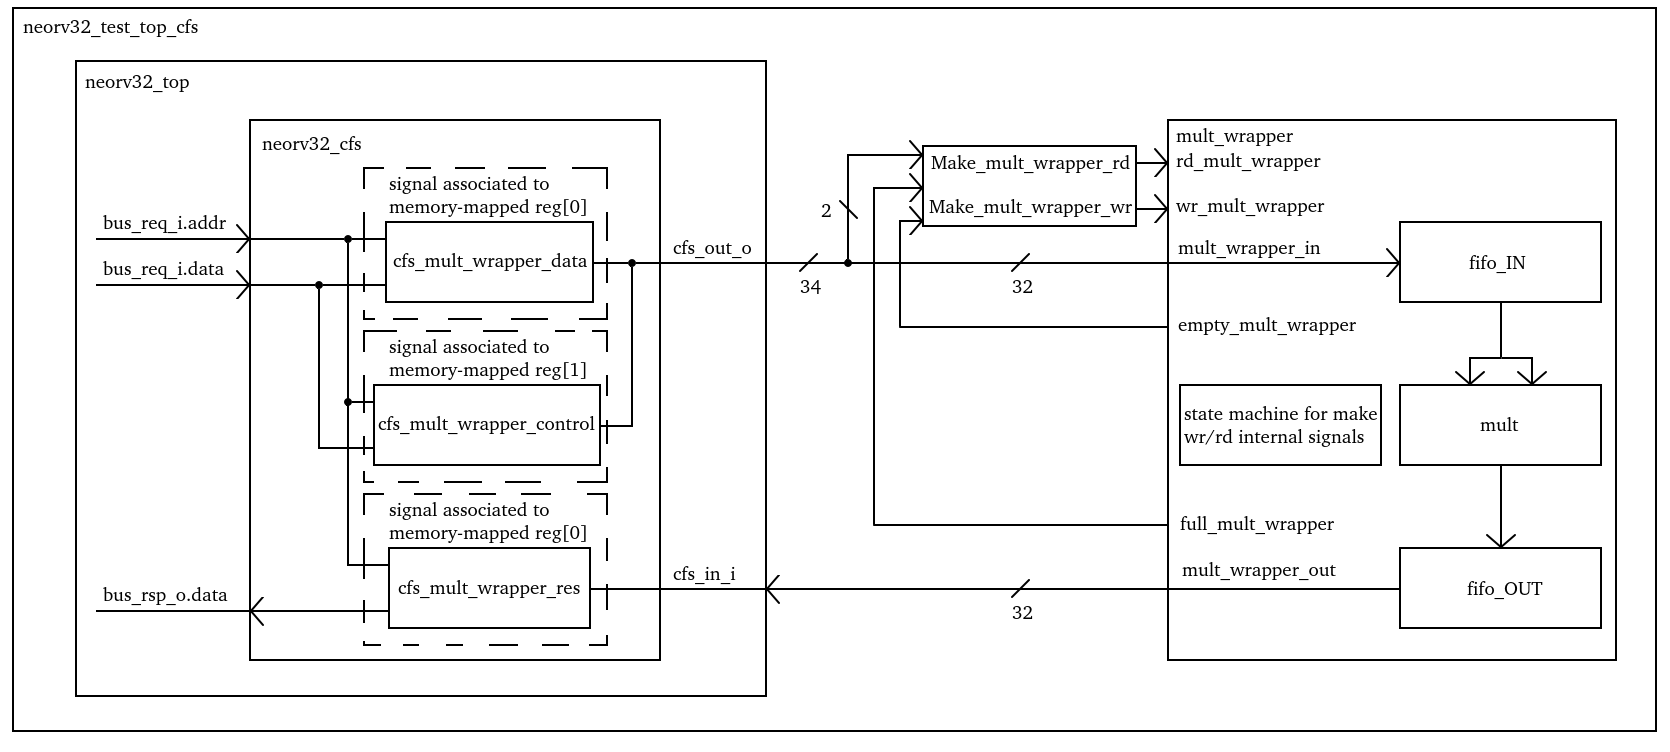 neorv32_test_top_cfs
neorv32_top
neorv32_cfs
signal associated to
memory-mapped reg[0]
bus_req_i.addr
bus_req_i.data
cfs_mult_wrapper_data
signal associated to
memory-mapped reg[1]
cfs_mult_wrapper_control
signal associated to
memory-mapped reg[0]
cfs_mult_wrapper_res
bus_rsp_o.data
cfs_out_o
cfs_in_i
34
2
32
32
Make_mult_wrapper_rd
Make_mult_wrapper_wr
mult_wrapper
rd_mult_wrapper
wr_mult_wrapper
mult_wrapper_in
empty_mult_wrapper
state machine for make
wr/rd internal signals
full_mult_wrapper
mult_wrapper_out
fifo_IN
mult
fifo_OUT